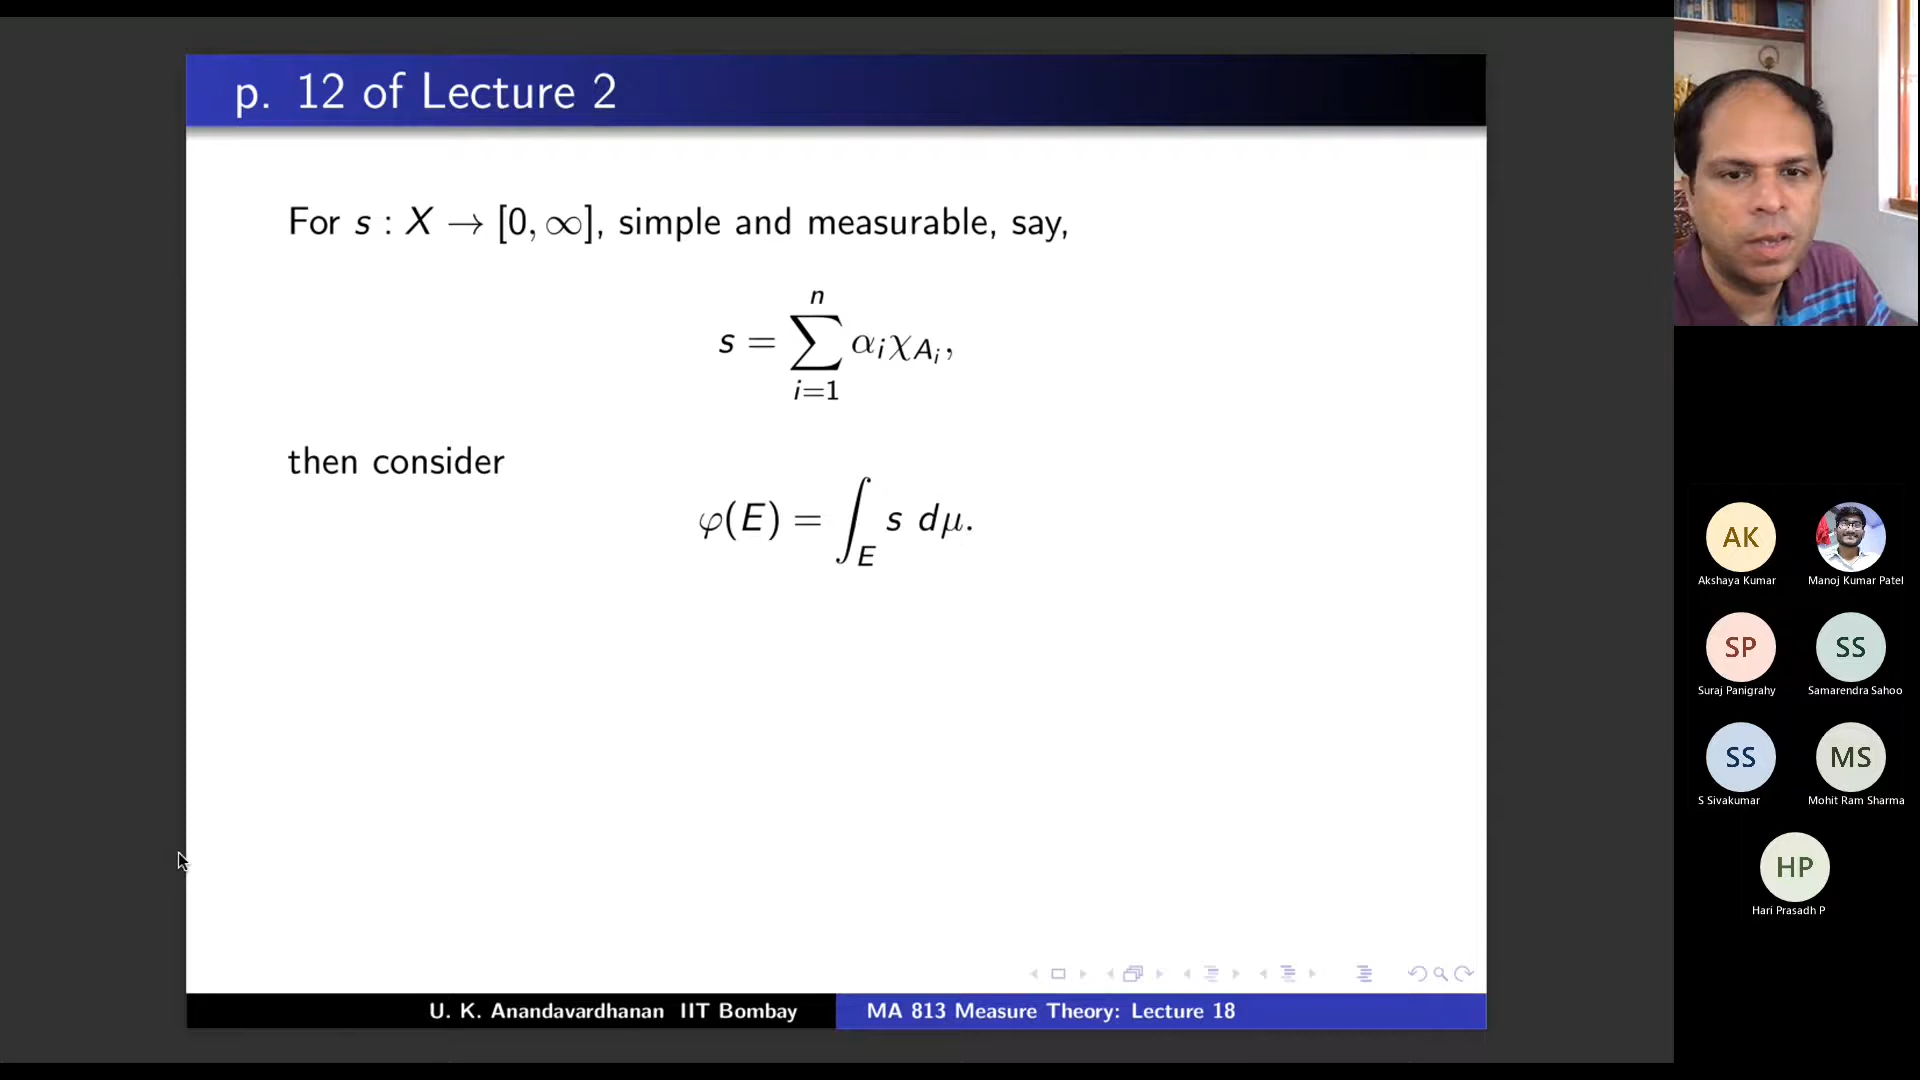 p. 12 of Lecture 2
For s : X → [0, ∞], simple and measurable, say,
s = ∑_{i=1}^{n} α_i χ_{A_i},
then consider
φ(E) = ∫_E s dμ.
U. K. Anandavardhanan IIT Bombay
MA 813 Measure Theory: Lecture 18
AK
Akshaya Kumar
Manoj Kumar Patel
SP
Suraj Panigrahy
SS
Samarendra Sahoo
SS
S Sivakumar
MS
Mohit Ram Sharma
HP
Hari Prasadh P